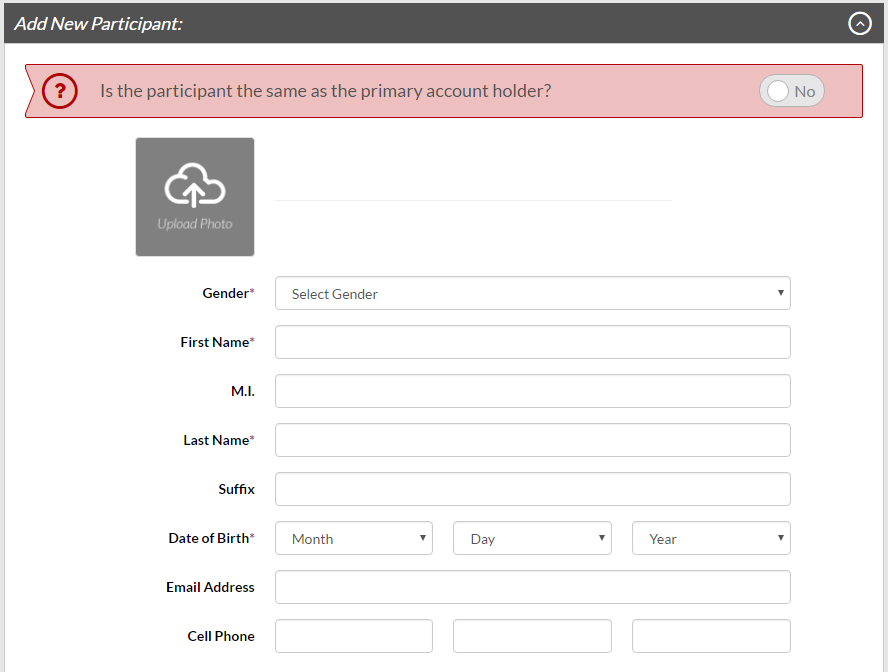 Add New Participant:
? Is the participant the same as the primary account holder? No
Upload Photo
Gender* Select Gender
First Name*
M.I.
Last Name*
Suffix
Date of Birth* Month Day Year
Email Address
Cell Phone